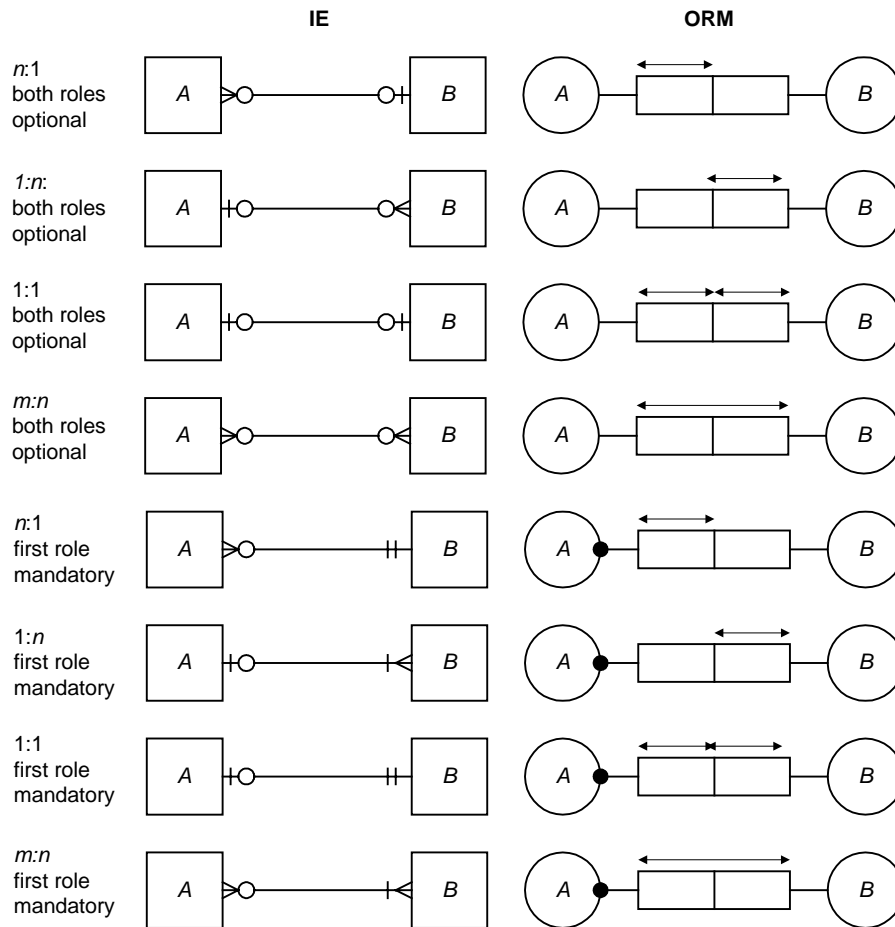 IE ORM
n:1
both roles
optional
A B A B
1:n:
both roles
optional
A B A B
1:1
both roles
optional
A B A B
m:n
both roles
optional
A B A B
n:1
first role
mandatory
A B A B
1:n
first role
mandatory
A B A B
1:1
first role
mandatory
A B A B
m:n
first role
mandatory
A B A B